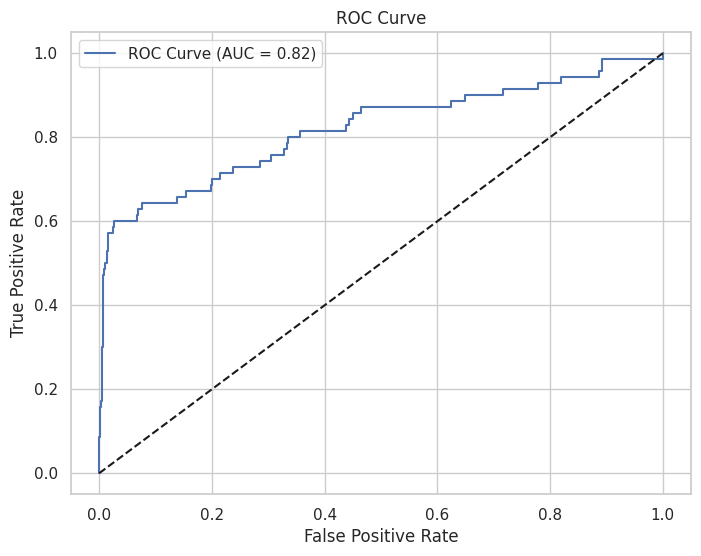 ROC Curve
ROC Curve (AUC = 0.82)
1.0
0.8
0.6
0.4
0.2
0.0
True Positive Rate
0.0 0.2 0.4 0.6 0.8 1.0
False Positive Rate